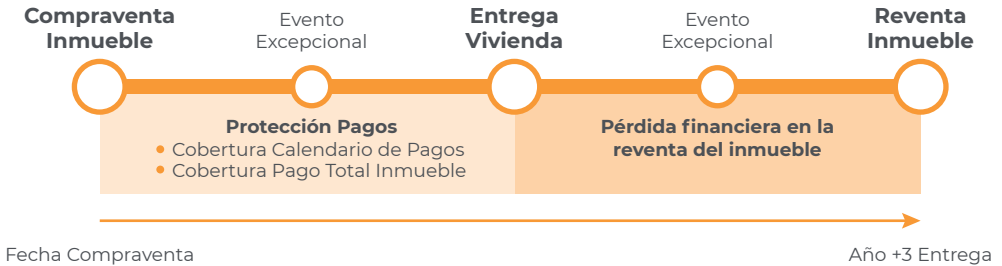 Compraventa
Inmueble
Evento
Excepcional
Entrega
Vivienda
Evento
Excepcional
Reventa
Inmueble
Protección Pagos
Cobertura Calendario de Pagos
Cobertura Pago Total Inmueble
Pérdida financiera en la
reventa del inmueble
Fecha Compraventa
Año +3 Entrega